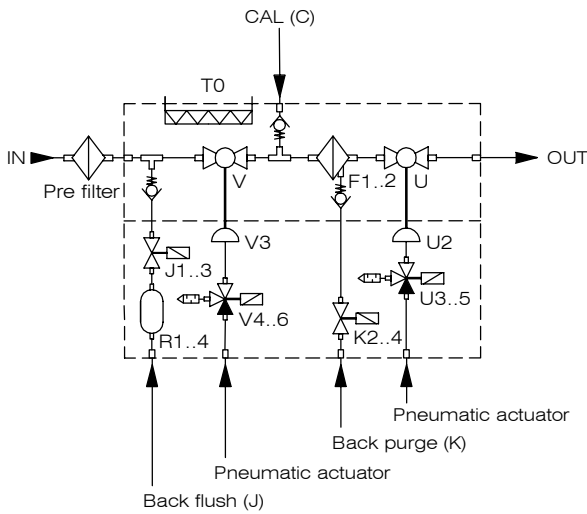 CAL (C)
T0
IN
OUT
Pre filter
V
F1..2
U
V3
U2
J1..3
U3..5
V4..6
K2..4
R1..4
Pneumatic actuator
Back purge (K)
Pneumatic actuator
Back flush (J)